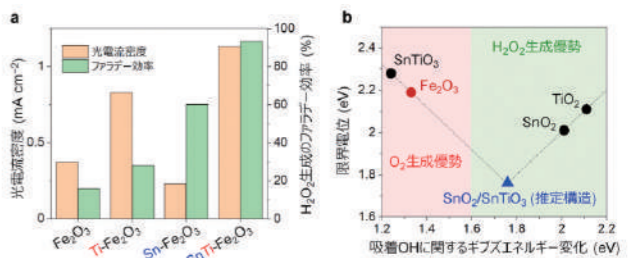 a
光電流密度
ファラデー効率
光電流密度 (mA cm⁻²)
1
0.5
0
H₂O₂生成のファラデー効率 (%)
100
80
60
40
20
0
Fe₂O₃
Ti-Fe₂O₃
Sn-Fe₂O₃
SnTi-Fe₂O₃
b
限界電位 (eV)
2.4
2.2
2.0
1.8
1.6
SnTiO₃
H₂O₂生成優勢
Fe₂O₃
TiO₂
SnO₂
O₂生成優勢
SnO₂/SnTiO₃ (推定構造)
1.2
1.4
1.6
1.8
2.0
2.2
吸着OHに関するギブズエネルギー変化 (eV)